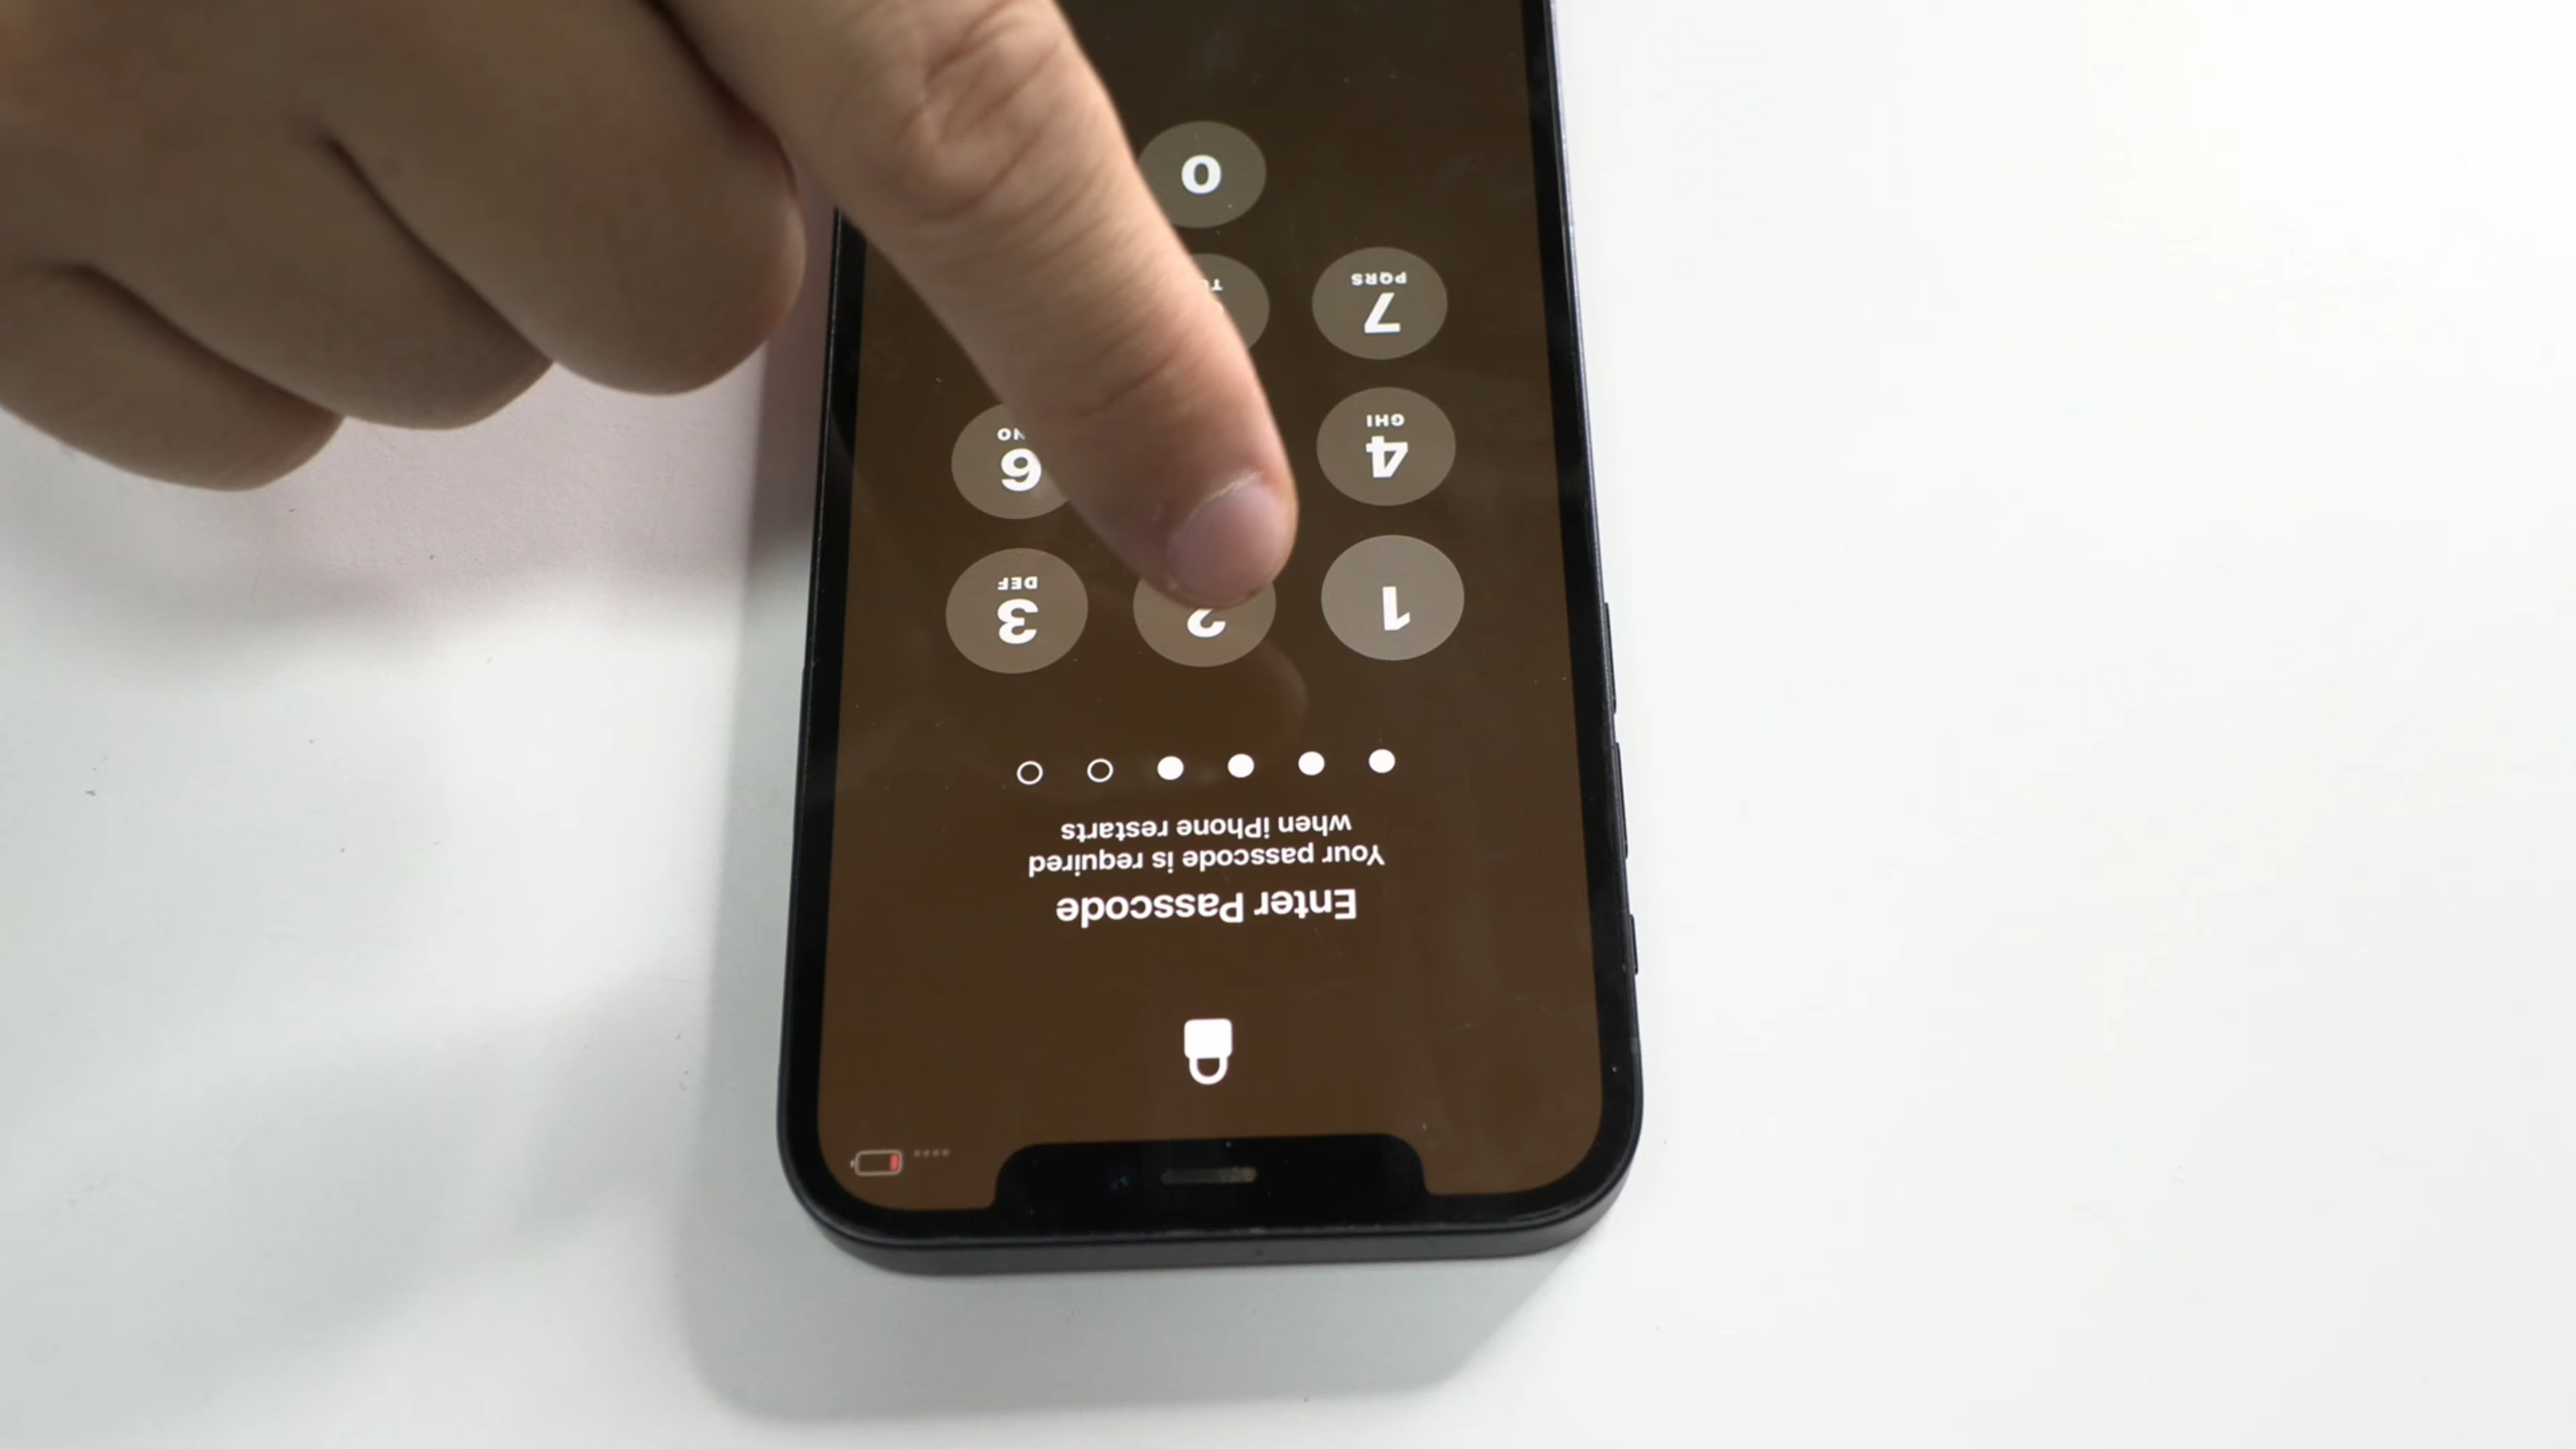 Enter Passcode
Your passcode is required
when iPhone restarts
1 2 3
DEF
4 6
GHI
7
PQRS
0